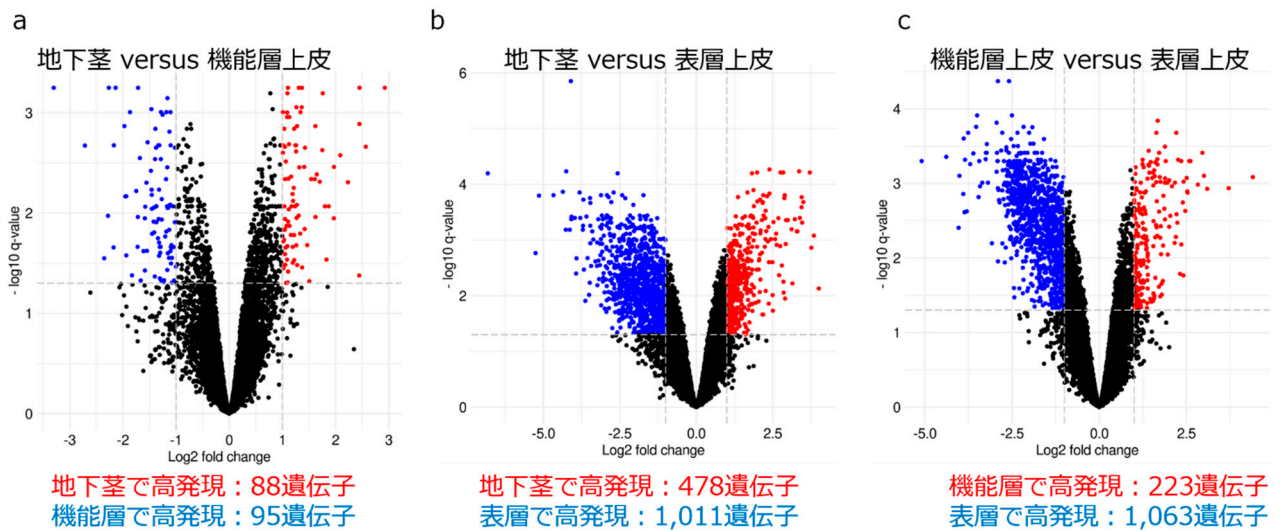 a
地下茎 versus 機能層上皮
3
2
1
0
- log10 q-value
-3
-2
-1
0
1
2
3
Log2 fold change
地下茎で高発現：88遺伝子
機能層で高発現：95遺伝子
b
地下茎 versus 表層上皮
6
4
2
0
- log10 q-value
-5.0
-2.5
0.0
2.5
Log2 fold change
地下茎で高発現：478遺伝子
表層で高発現：1,011遺伝子
c
機能層上皮 versus 表層上皮
4
3
2
1
0
- log10 q-value
-5.0
-2.5
0.0
2.5
Log2 fold change
機能層で高発現：223遺伝子
表層で高発現：1,063遺伝子